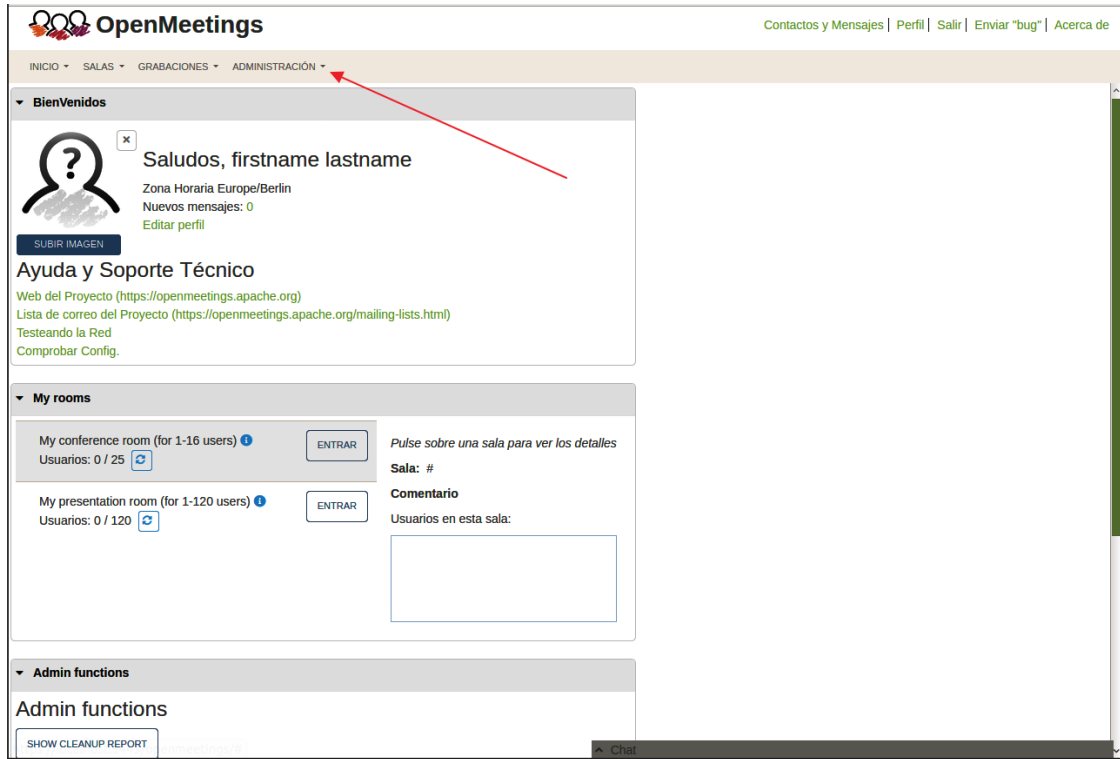 OpenMeetings
Contactos y Mensajes | Perfil | Salir | Enviar "bug" | Acerca de
INICIO SALAS GRABACIONES ADMINISTRACIÓN
BienVenidos
Saludos, firstname lastname
Zona Horaria Europe/Berlin
Nuevos mensajes: 0
Editar perfil
SUBIR IMAGEN
Ayuda y Soporte Técnico
Web del Proyecto (https://openmeetings.apache.org)
Lista de correo del Proyecto (https://openmeetings.apache.org/mailing-lists.html)
Testeando la Red
Comprobar Config.
My rooms
My conference room (for 1-16 users)
Usuarios: 0 / 25
ENTRAR
My presentation room (for 1-120 users)
Usuarios: 0 / 120
ENTRAR
Pulse sobre una sala para ver los detalles
Sala: #
Comentario
Usuarios en esta sala:
Admin functions
Admin functions
SHOW CLEANUP REPORT
Chat